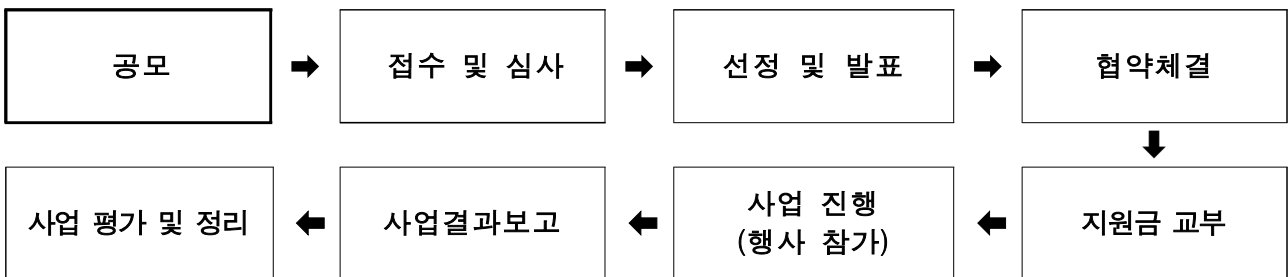 공모
접수 및 심사
선정 및 발표
협약체결
지원금 교부
사업 진행
(행사 참가)
사업결과보고
사업 평가 및 정리